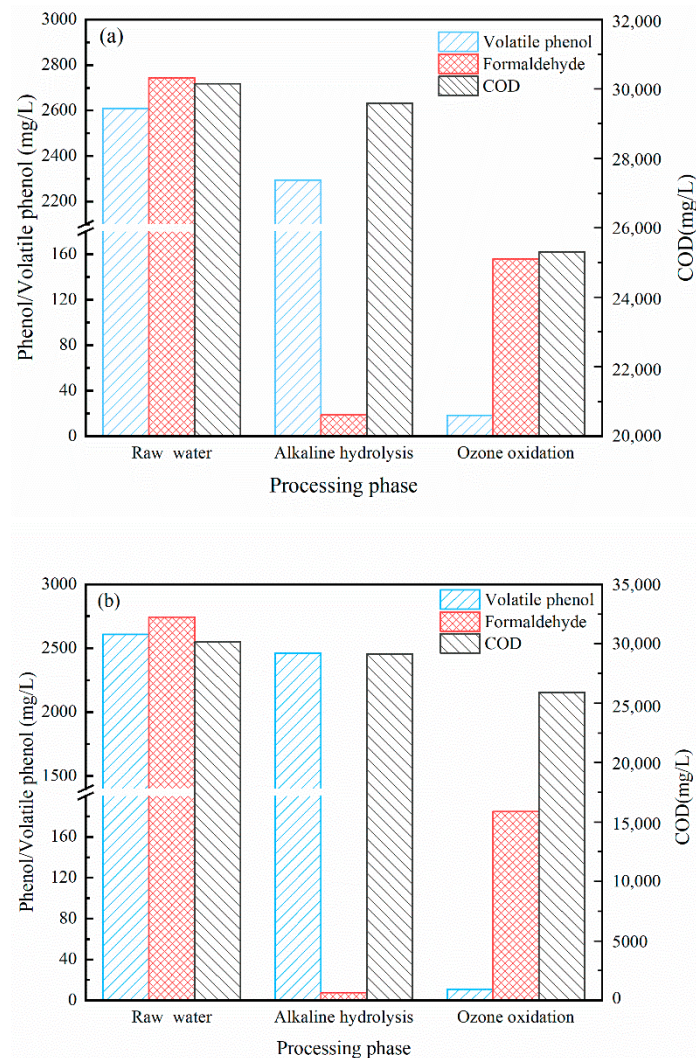 (a)
Volatile phenol
Formaldehyde
COD
3000
2800
2600
2400
2200
160
120
80
40
0
Phenol/Volatile phenol (mg/L)
32,000
30,000
28,000
26,000
24,000
22,000
20,000
COD(mg/L)
Raw water Alkaline hydrolysis Ozone oxidation
Processing phase
(b)
Volatile phenol
Formaldehyde
COD
3000
2500
2000
1500
160
120
80
40
0
Phenol/Volatile phenol (mg/L)
35,000
30,000
25,000
20,000
15,000
10,000
5000
0
COD(mg/L)
Raw water Alkaline hydrolysis Ozone oxidation
Processing phase